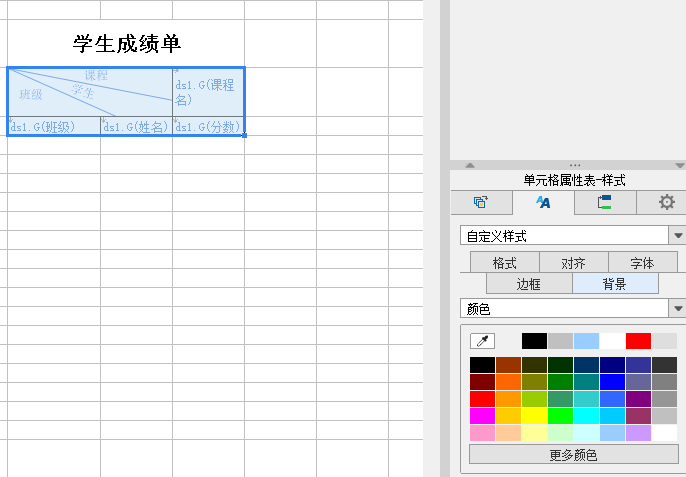 学生成绩单
课程
学生
班级
ds1.G(课程
名)
ds1.G(班级) ds1.G(姓名) ds1.G(分数)
单元格属性表-样式
自定义样式
格式 对齐 字体
边框 背景
颜色
更多颜色